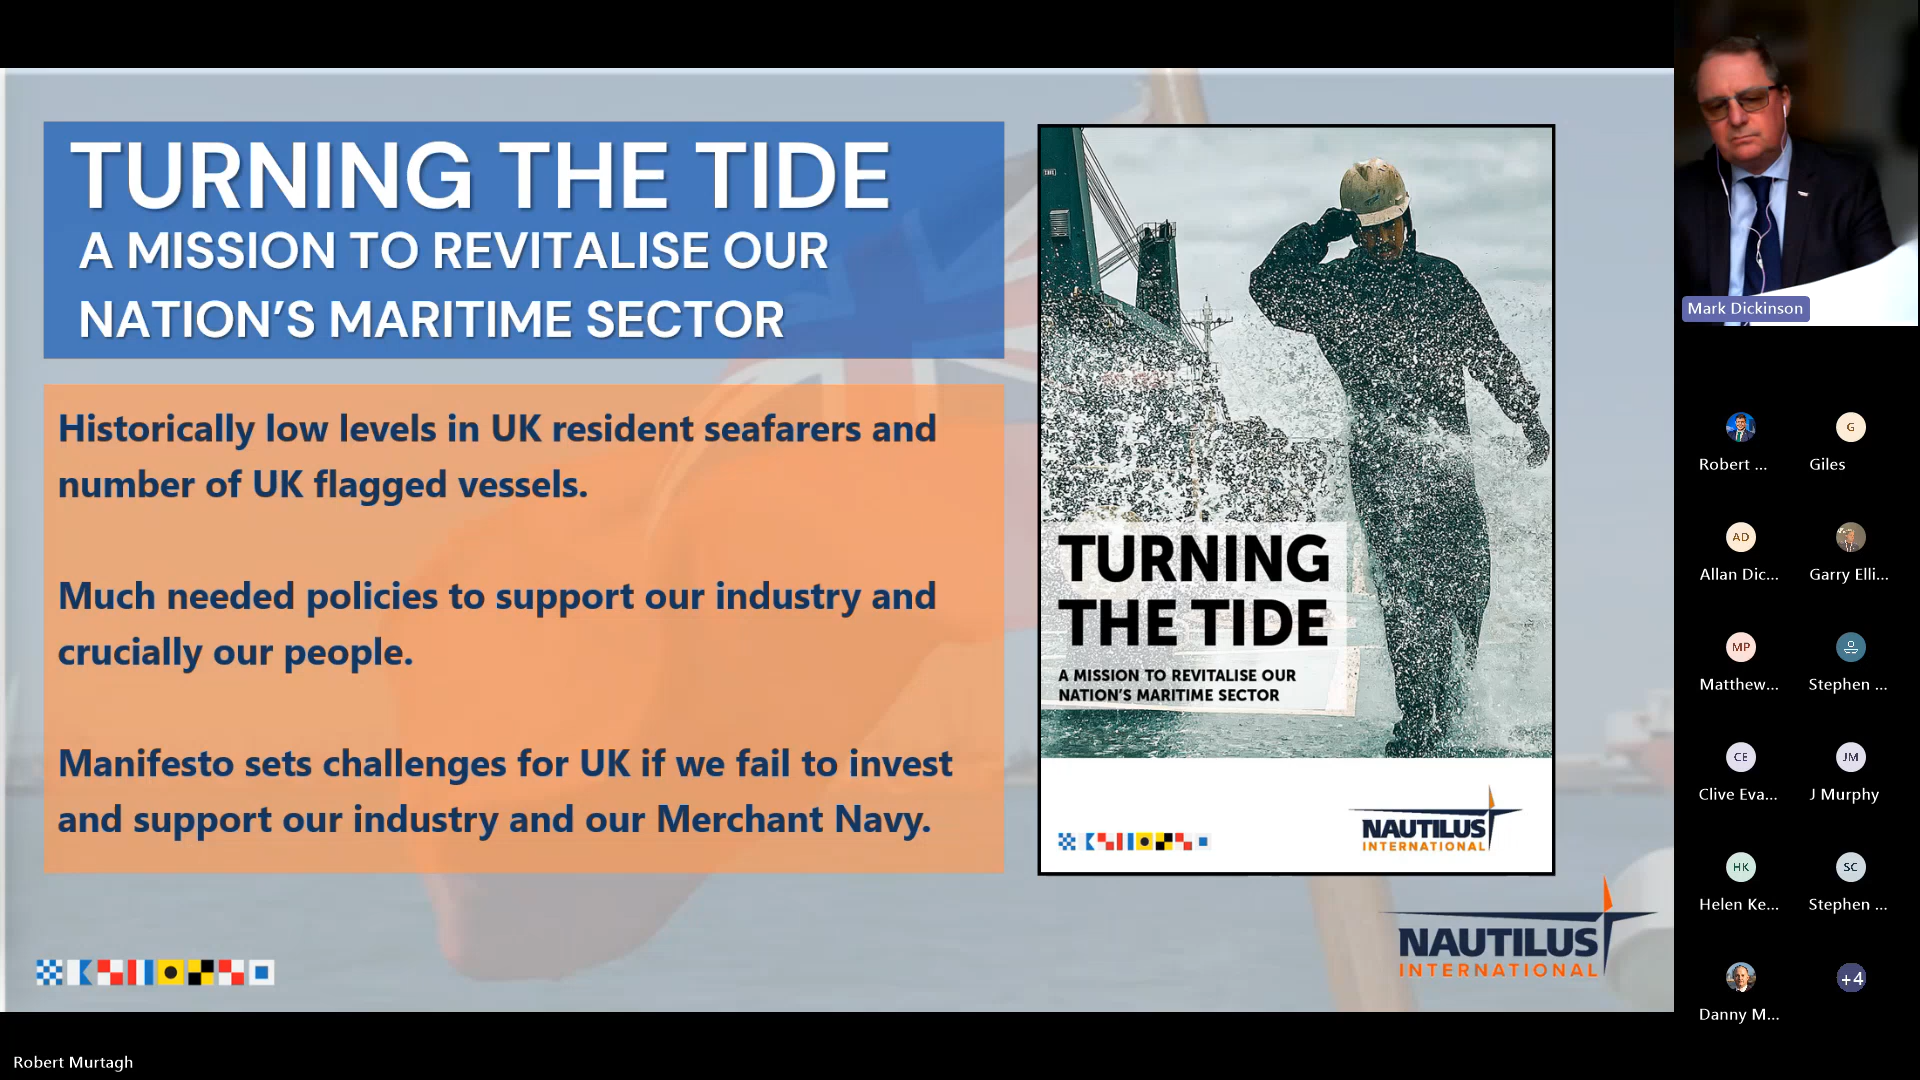 TURNING THE TIDE
A MISSION TO REVITALISE OUR
NATION'S MARITIME SECTOR
Historically low levels in UK resident seafarers and
number of UK flagged vessels.
Much needed policies to support our industry and
crucially our people.
Manifesto sets challenges for UK if we fail to invest
and support our industry and our Merchant Navy.
TURNING
THE TIDE
A MISSION TO REVITALISE OUR
NATION'S MARITIME SECTOR
NAUTILUS
INTERNATIONAL
NAUTILUS
INTERNATIONAL
Mark Dickinson
Robert ...
G
Giles
AD
Allan Dic...
Garry Elli...
MP
Matthew...
Stephen ...
CE
Clive Eva...
JM
J Murphy
HK
Helen Ke...
SC
Stephen ...
Danny M...
+4
Robert Murtagh